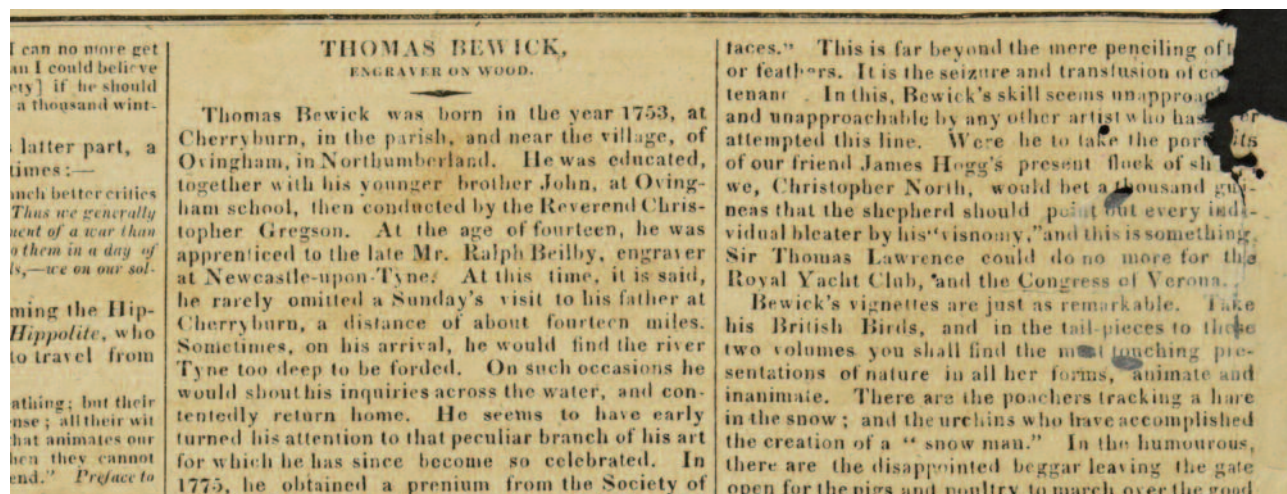 I can no more get
an I could believe
ety] if he should
a thousand wint-
latter part, a
times:—
much better critics
Thus we generally
ment of a war than
o them in a day of
ls,—we on our sol-
ming the Hip-
Hippolite, who
to travel from
athing; but their
nse; all their wit
that animates our
hen they cannot
end." Preface to
THOMAS BEWICK,
ENGRAVER ON WOOD.
Thomas Bewick was born in the year 1753, at
Cherryburn, in the parish, and near the village, of
Ovingham, in Northumberland. He was educated,
together with his younger brother John, at Oving-
ham school, then conducted by the Reverend Chris-
topher Gregson. At the age of fourteen, he was
apprenticed to the late Mr. Ralph Beilby, engraver
at Newcastle-upon-Tyne. At this time, it is said,
he rarely omitted a Sunday's visit to his father at
Cherryburn, a distance of about fourteen miles.
Sometimes, on his arrival, he would find the river
Tyne too deep to be forded. On such occasions he
would shout his inquiries across the water, and con-
tentedly return home. He seems to have early
turned his attention to that peculiar branch of his art
for which he has since become so celebrated. In
1775, he obtained a prenium from the Society of
faces." This is far beyond the mere penciling of
or feathers. It is the seizure and transfusion of
In this, Bewick's skill seems
and unapproachable by any other artist who has
attempted this line. Were he to take the
of our friend James Hogg's present flock of
we, Christopher North, would bet a thousand gui-
neas that the shepherd should point out every indi-
vidual bleater by his "visnomy," and this is something.
Sir Thomas Lawrence could do no more for the
Royal Yacht Club, and the Congress of Verona.
Bewick's vignettes are just as remarkable. Take
his British Birds, and in the tail-pieces to these
two volumes you shall find the most touching pre-
sentations of nature in all her forms, animate and
inanimate. There are the poachers tracking a hare
in the snow; and the urchins who have accomplished
the creation of a "snow man." In the humourous,
there are the disappointed beggar leaving the gate
open for the pigs and poultry to march over the good